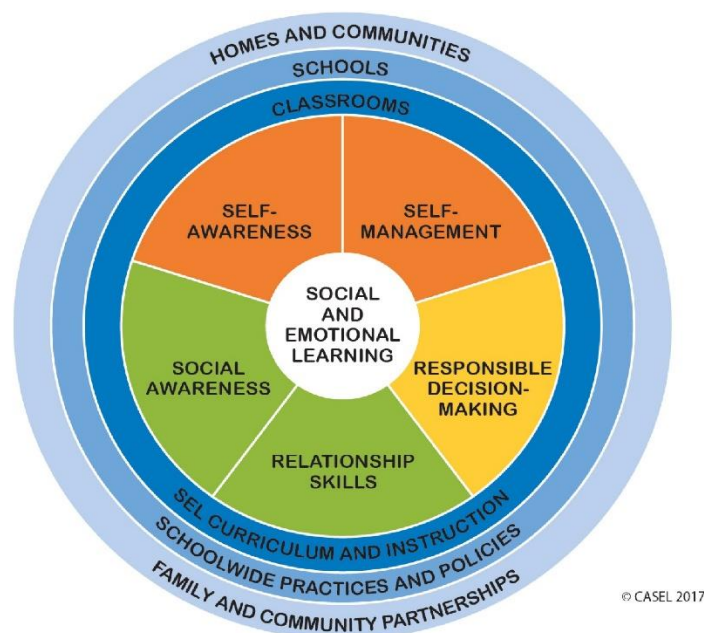 HOMES AND COMMUNITIES
SCHOOLS
CLASSROOMS
SELF-
AWARENESS
SELF-
MANAGEMENT
SOCIAL
AND
EMOTIONAL
LEARNING
SOCIAL
AWARENESS
RESPONSIBLE
DECISION-
MAKING
RELATIONSHIP
SKILLS
SEL CURRICULUM AND INSTRUCTION
SCHOOLWIDE PRACTICES AND POLICIES
FAMILY AND COMMUNITY PARTNERSHIPS
© CASEL 2017